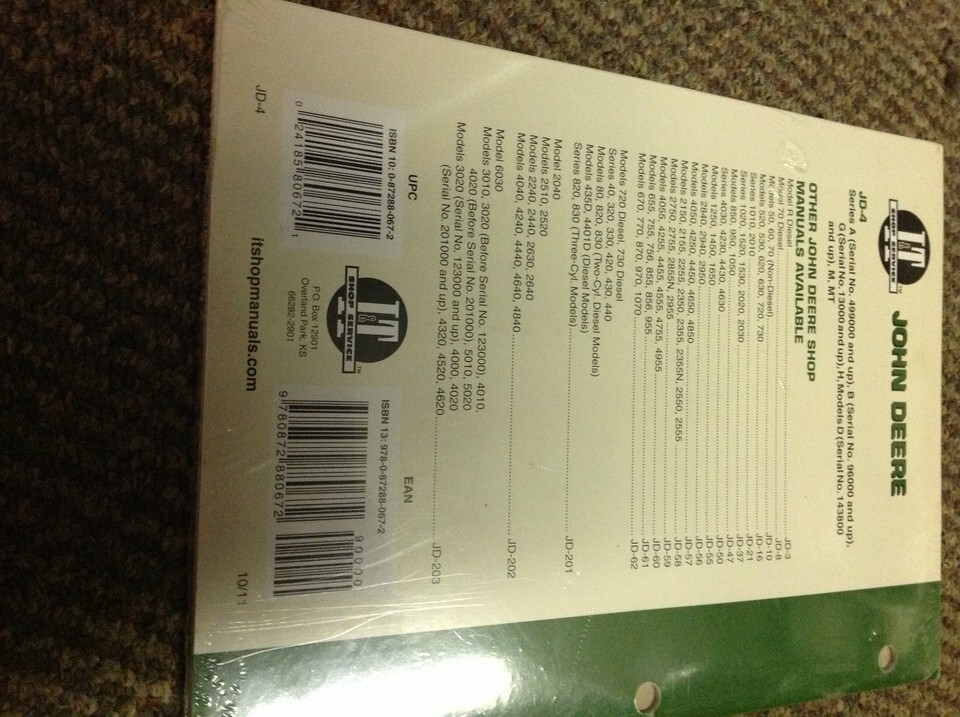 IT
SHOP SERVICE
™
JOHN DEERE
JD-4
Series A (Serial No. 499000 and up), B (Serial No. 96000 and up),
G (Serial No. 13000 and up), H, Models D (Serial No. 143800
and up), M, MT
OTHER JOHN DEERE SHOP
MANUALS AVAILABLE
Model R Diesel JD-3
Model 70 Diesel JD-8
Models 50, 60, 70 (Non-Diesel) JD-10
Models 520, 530, 620, 630, 720, 730 JD-16
Series 1010, 2010 JD-21
Series 1020, 1520, 1530, 2020, 2030 JD-37
Models 850, 950, 1050 JD-47
Series 4030, 4230, 4430, 4630 JD-50
Models 1250, 1450, 1650 JD-55
Models 2840, 2940, 2950 JD-56
Models 4050, 4250, 4450, 4650, 4850 JD-57
Models 2150, 2155, 2255, 2350, 2355, 2355N, 2550, 2555 JD-58
Models 2750, 2755, 2855N, 2955 JD-59
Models 4055, 4255, 4455, 4555, 4755, 4955 JD-60
Models 655, 755, 756, 855, 856, 955 JD-61
Models 670, 770, 870, 970, 1070 JD-62
Models 720 Diesel, 730 Diesel
Series 40, 320, 330, 420, 430, 440
Models 80, 820, 830 (Two-Cyl. Diesel Models)
Models 435D, 4401D (Diesel Models)
Series 820, 830 (Three-Cyl. Models) JD-201
Model 2040
Models 2510, 2520
Models 2240, 2440, 2630, 2640
Models 4040, 4240, 4440, 4640, 4840 JD-202
Model 6030
Models 3010, 3020 (Before Serial No. 123000), 4010,
4020 (Before Serial No. 201000), 5010, 5020
Models 3020 (Serial No. 123000 and up), 4000, 4020
(Serial No. 201000 and up), 4320, 4520, 4620 JD-203
UPC
ISBN 10: 0-87288-067-2
0 24185 80672 1
JD-4
IT
SHOP SERVICE
™
P.O. Box 12901
Overland Park, KS
66282-2901
itshopmanuals.com
EAN
ISBN 13: 978-0-87288-067-2
9 780872 880672
90000
10/11